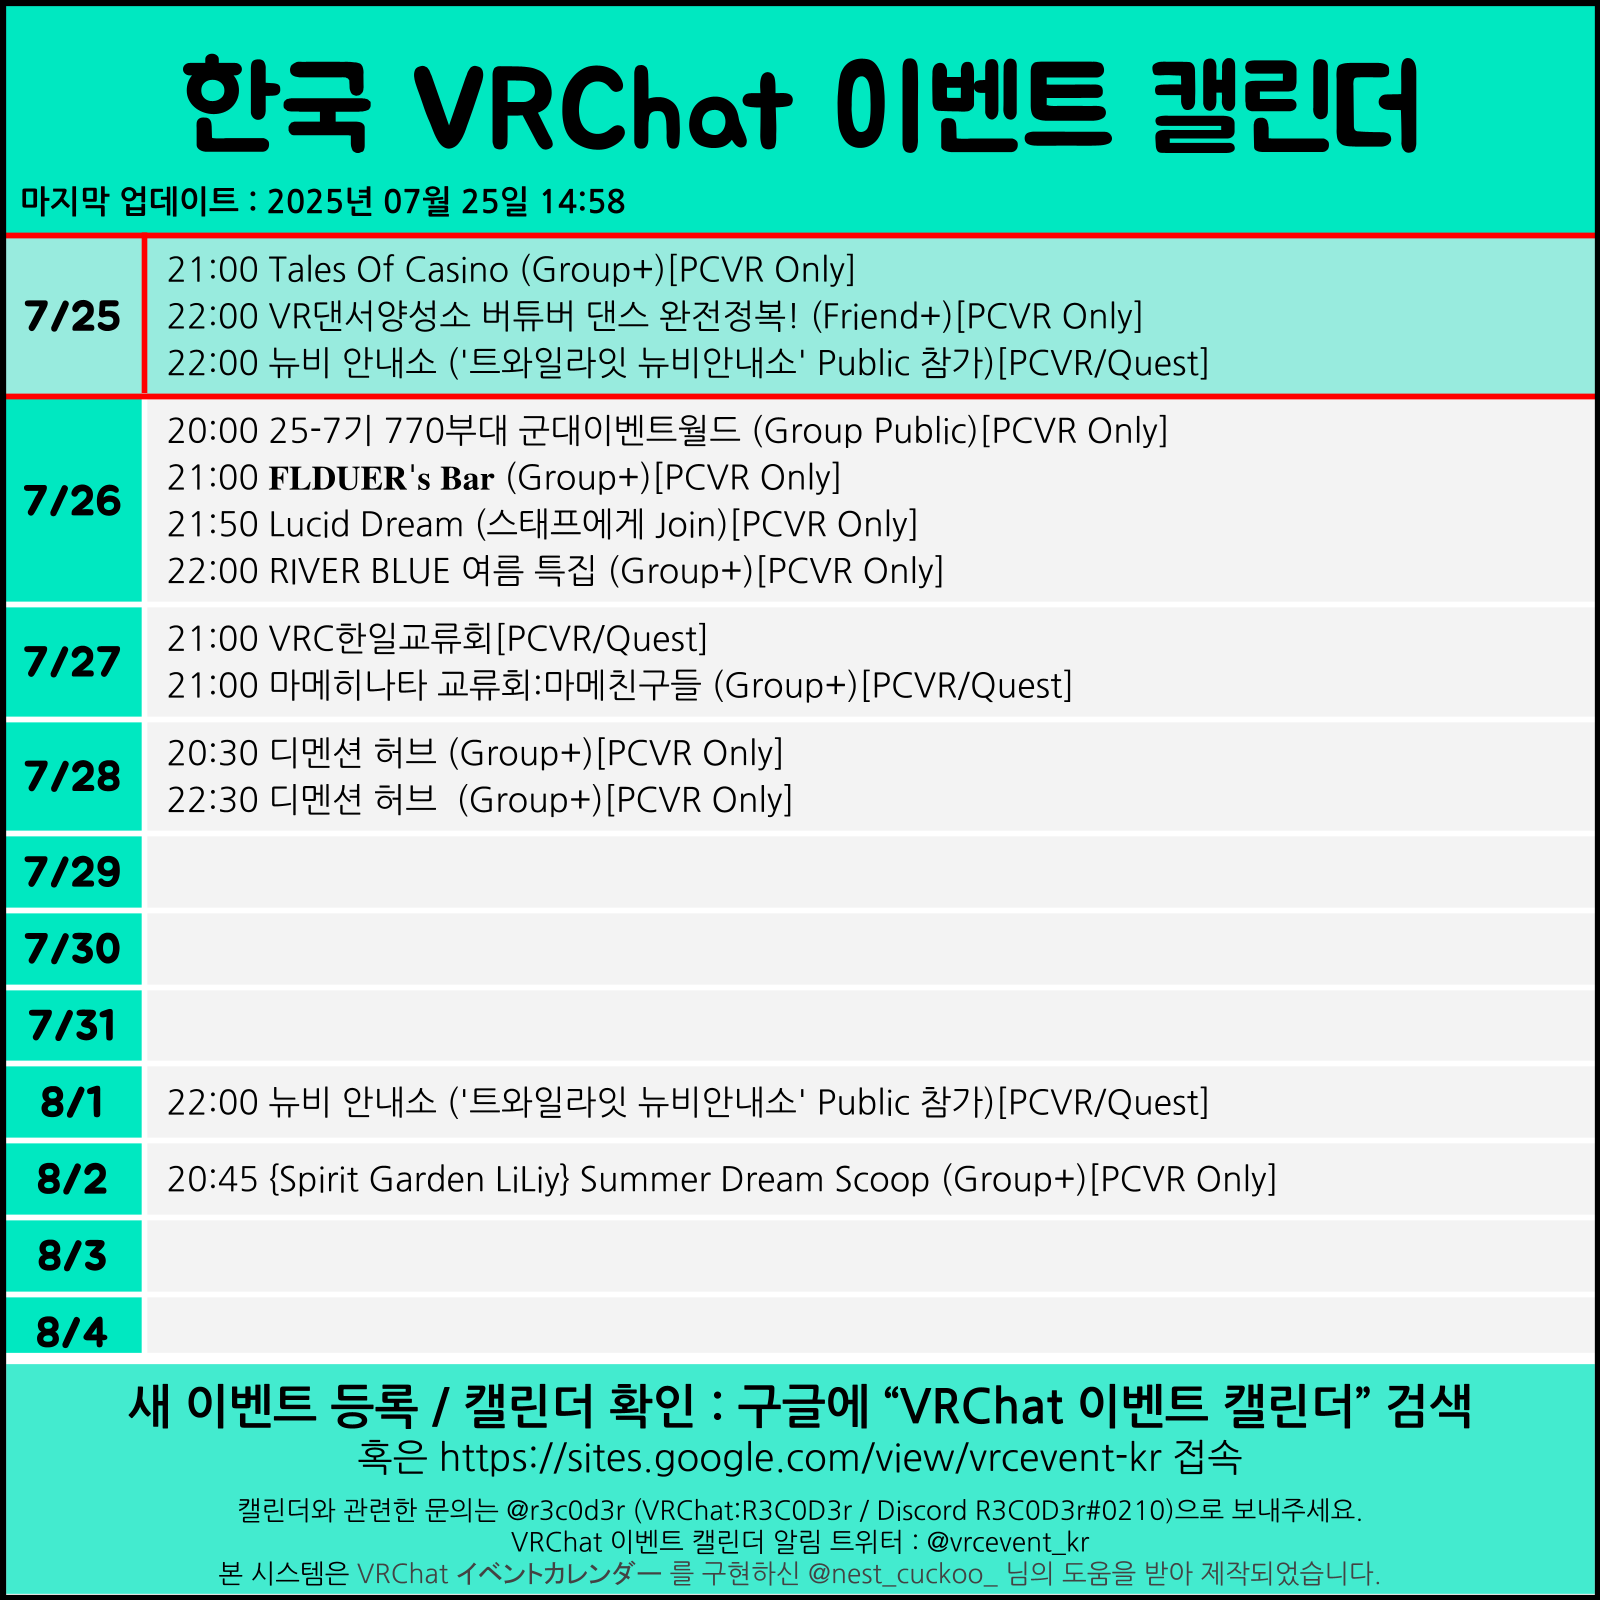 한국 VRChat 이벤트 캘린더
마지막 업데이트 : 2025년 07월 25일 14:58
7/25
21:00 Tales Of Casino (Group+)[PCVR Only]
22:00 VR댄서양성소 버튜버 댄스 완전정복! (Friend+)[PCVR Only]
22:00 뉴비 안내소 ('트와일라잇 뉴비안내소' Public 참가)[PCVR/Quest]
7/26
20:00 25-7기 770부대 군대이벤트월드 (Group Public)[PCVR Only]
21:00 FLDUER's Bar (Group+)[PCVR Only]
21:50 Lucid Dream (스태프에게 Join)[PCVR Only]
22:00 RIVER BLUE 여름 특집 (Group+)[PCVR Only]
7/27
21:00 VRC한일교류회[PCVR/Quest]
21:00 마메히나타 교류회:마메친구들 (Group+)[PCVR/Quest]
7/28
20:30 디멘션 허브 (Group+)[PCVR Only]
22:30 디멘션 허브  (Group+)[PCVR Only]
7/29
7/30
7/31
8/1
22:00 뉴비 안내소 ('트와일라잇 뉴비안내소' Public 참가)[PCVR/Quest]
8/2
20:45 {Spirit Garden LiLiy} Summer Dream Scoop (Group+)[PCVR Only]
8/3
8/4
새 이벤트 등록 / 캘린더 확인 : 구글에 “VRChat 이벤트 캘린더” 검색
혹은 https://sites.google.com/view/vrcevent-kr 접속
캘린더와 관련한 문의는 @r3c0d3r (VRChat:R3C0D3r / Discord R3C0D3r#0210)으로 보내주세요.
VRChat 이벤트 캘린더 알림 트위터 : @vrcevent_kr
본 시스템은 VRChat イベントカレンダー 를 구현하신 @nest_cuckoo_ 님의 도움을 받아 제작되었습니다.